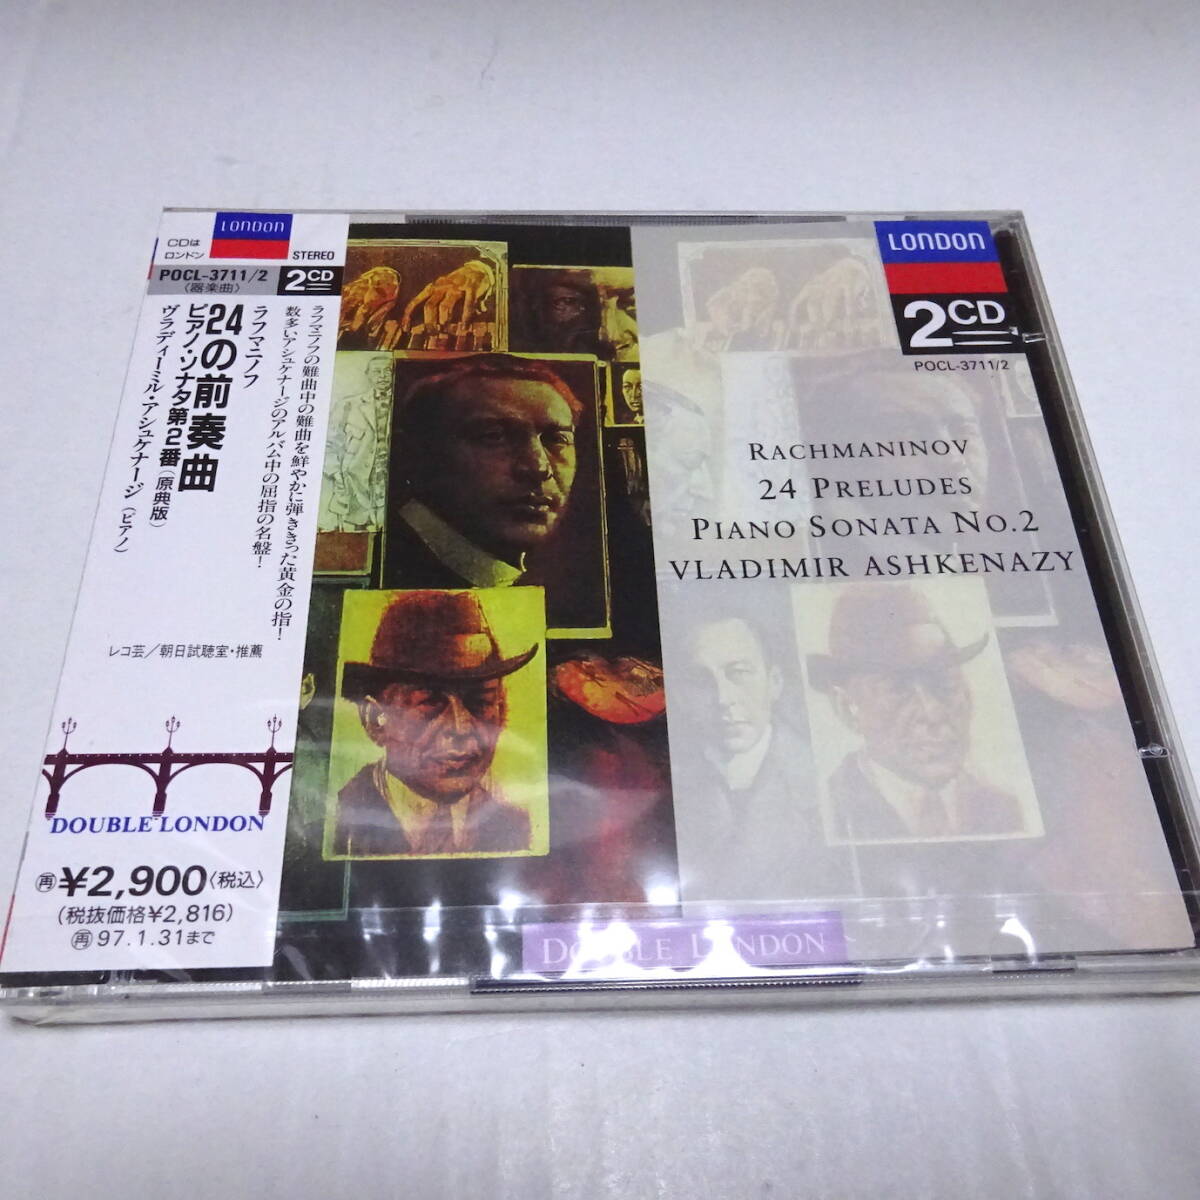 LONDON
CDは
ロンドン
STEREO
POCL-3711/2
〈器楽曲〉
2CD
ラフマニノフの難曲中の難曲を鮮やかに弾ききった黄金の指!
数多いアシュケナージのアルバム中の屈指の名盤!
ラフマニノフ
24の前奏曲
ピアノ・ソナタ第2番(原典版)
ヴラディーミル・アシュケナージ(ピアノ)
レコ芸/朝日試聴室・推薦
DOUBLE LONDON
再¥2,900〈税込〉
(税抜価格¥2,816)
再97.1.31まで
LONDON
2CD
POCL-3711/2
RACHMANINOV
24 PRELUDES
PIANO SONATA NO.2
VLADIMIR ASHKENAZY
DOUBLE LONDON